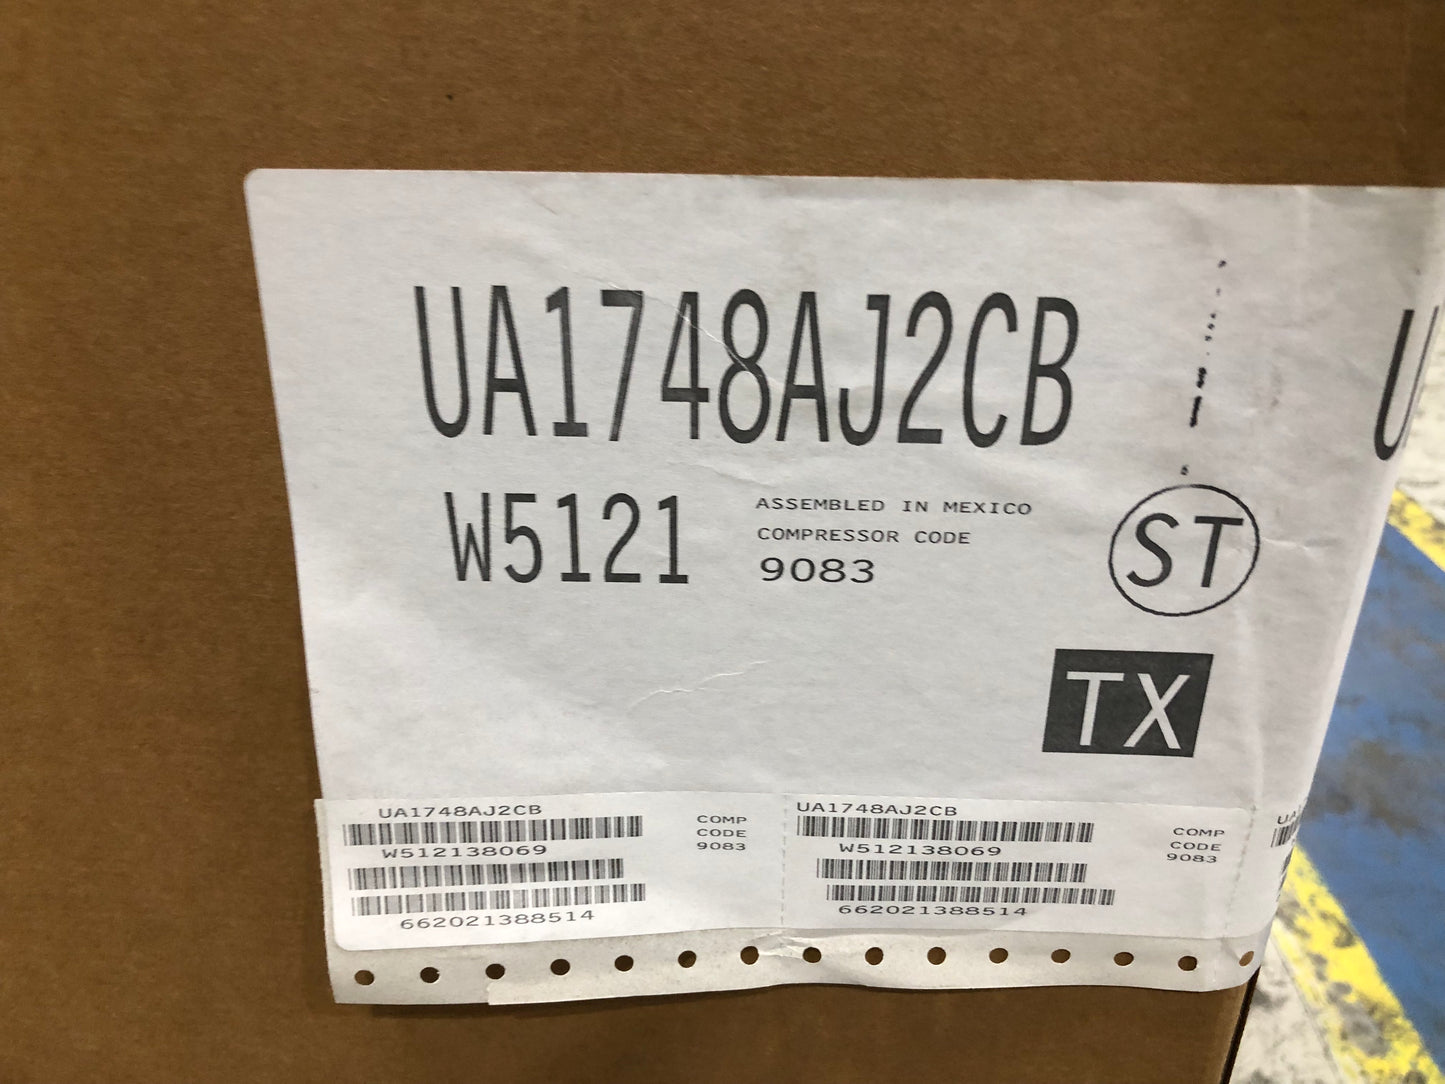 UA1748AJ2CB
W5121
ASSEMBLED IN MEXICO
COMPRESSOR CODE
9083
ST
TX
UA1748AJ2CB
W512138069
662021388514
COMP
CODE
9083
UA1748AJ2CB
W512138069
662021388514
COMP
CODE
9083